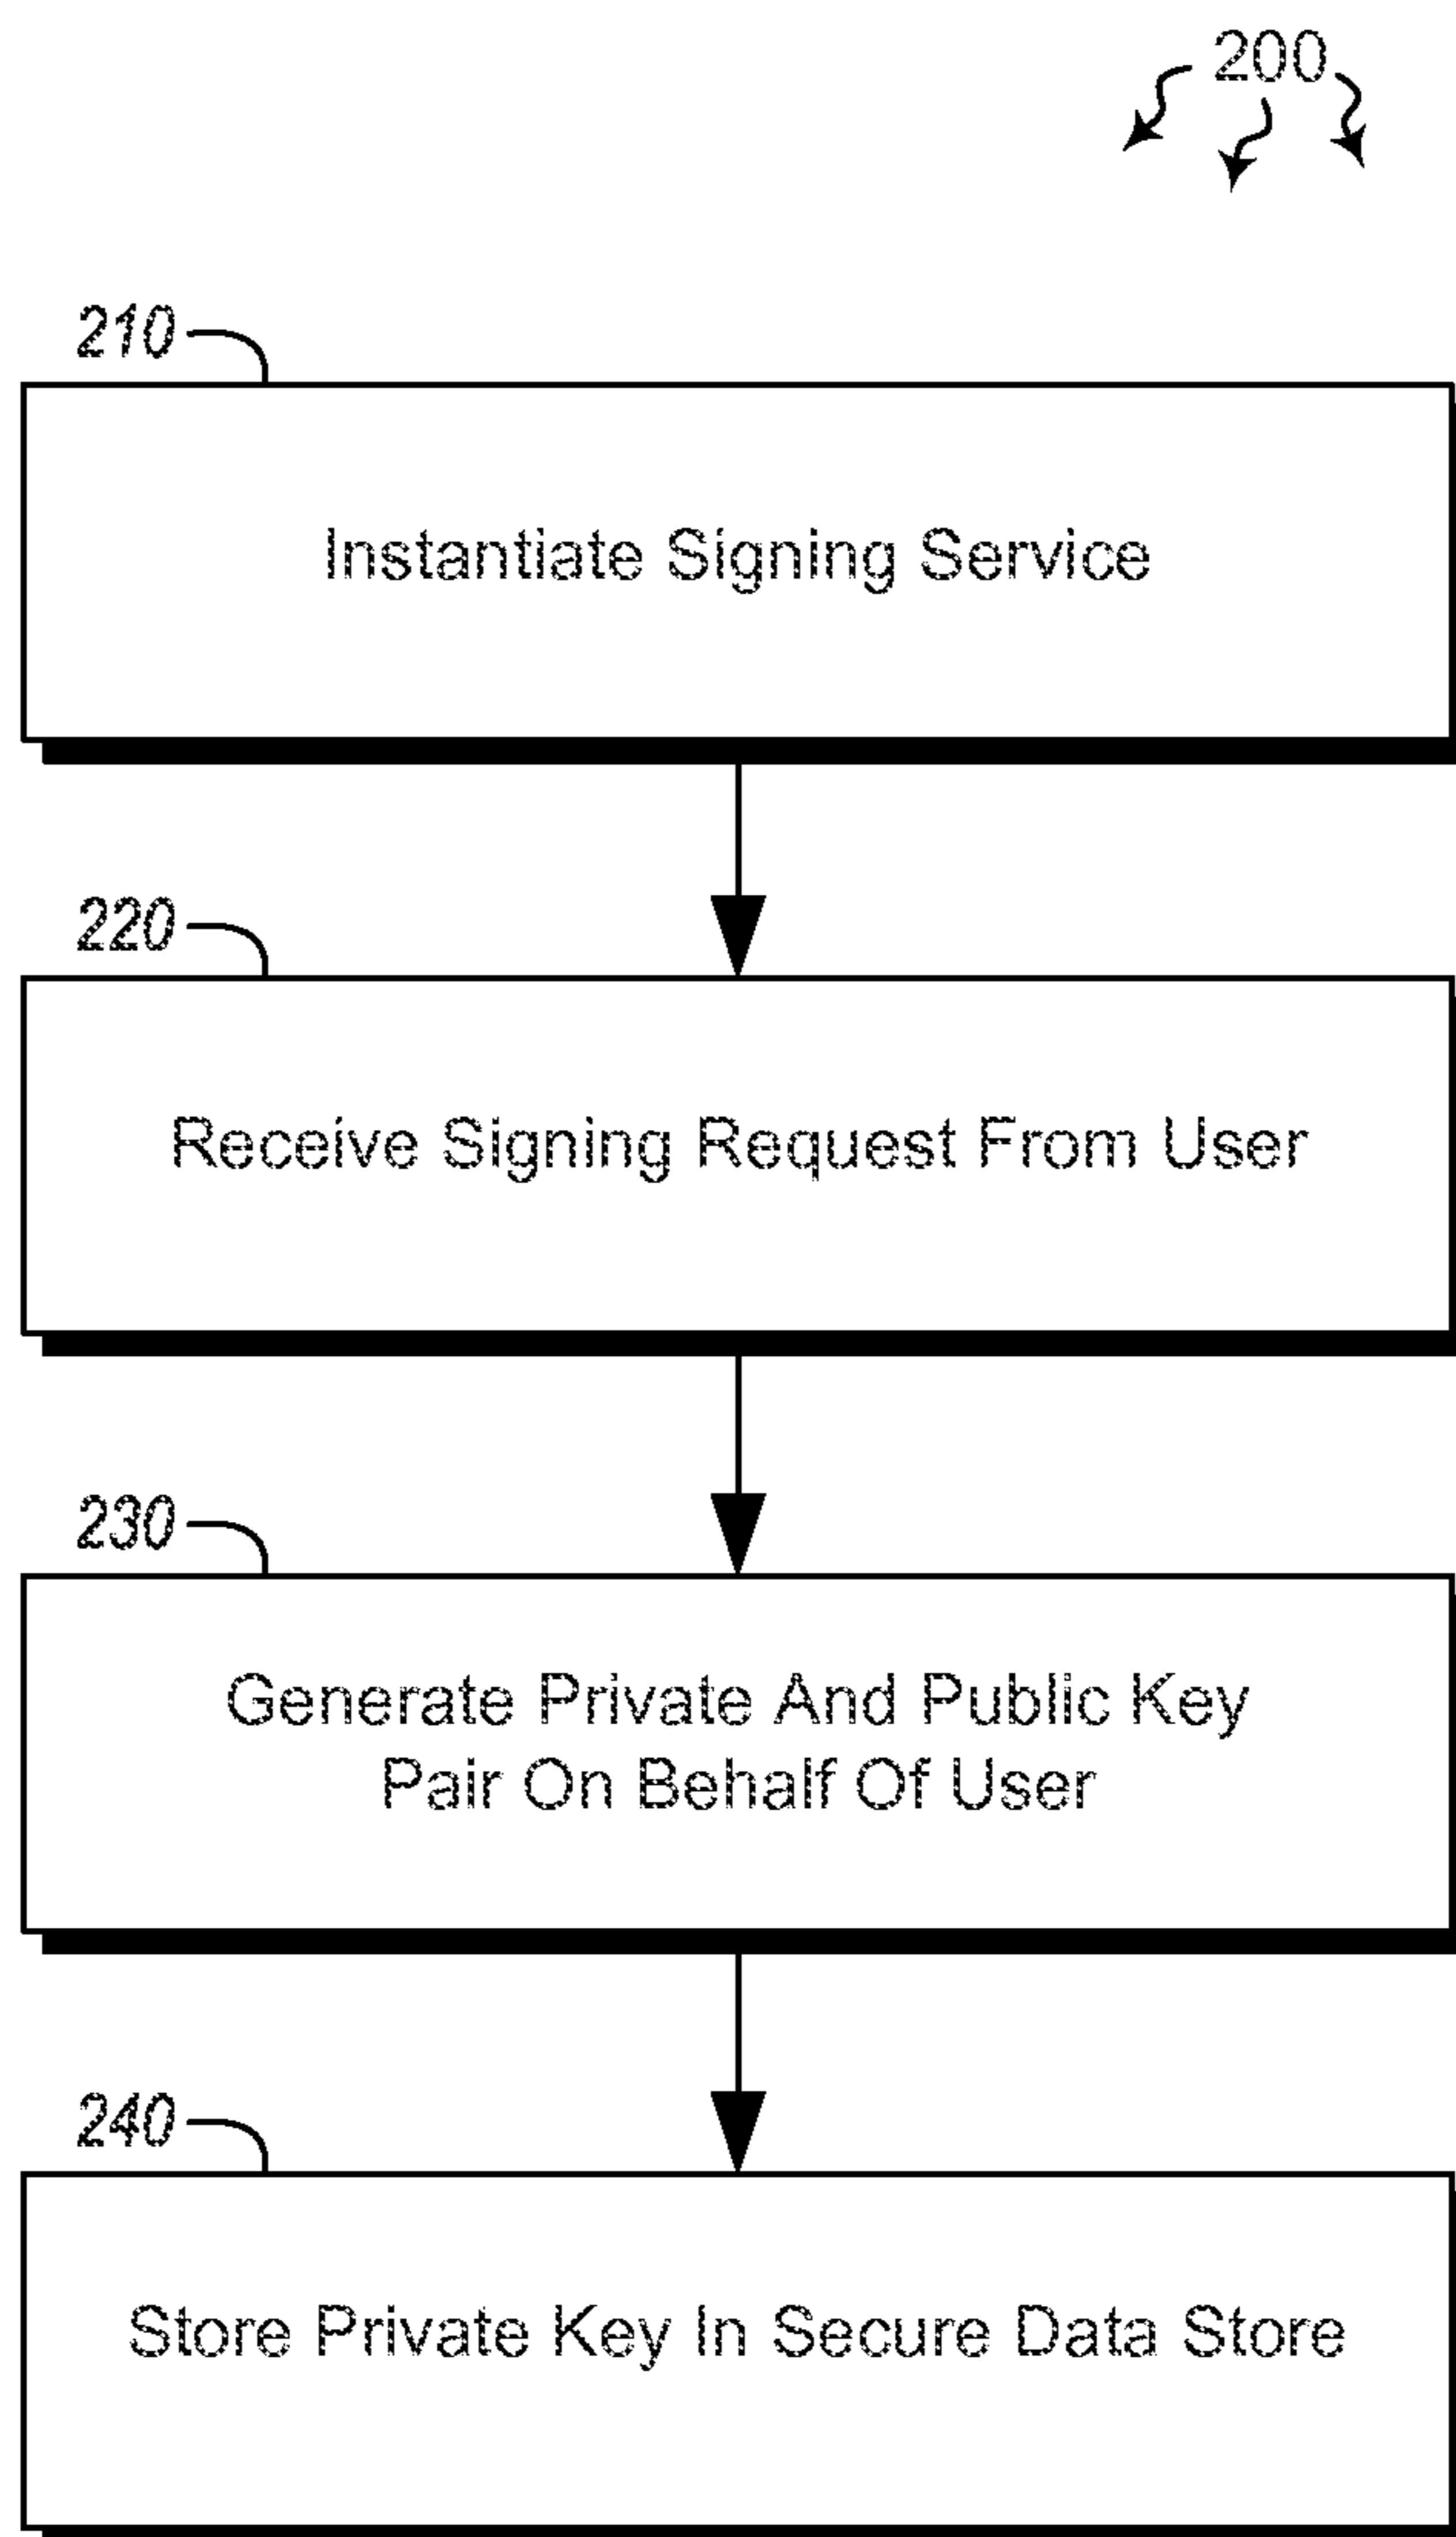 200
210
Instantiate Signing Service
220
Receive Signing Request From User
230
Generate Private And Public Key
Pair On Behalf Of User
240
Store Private Key In Secure Data Store